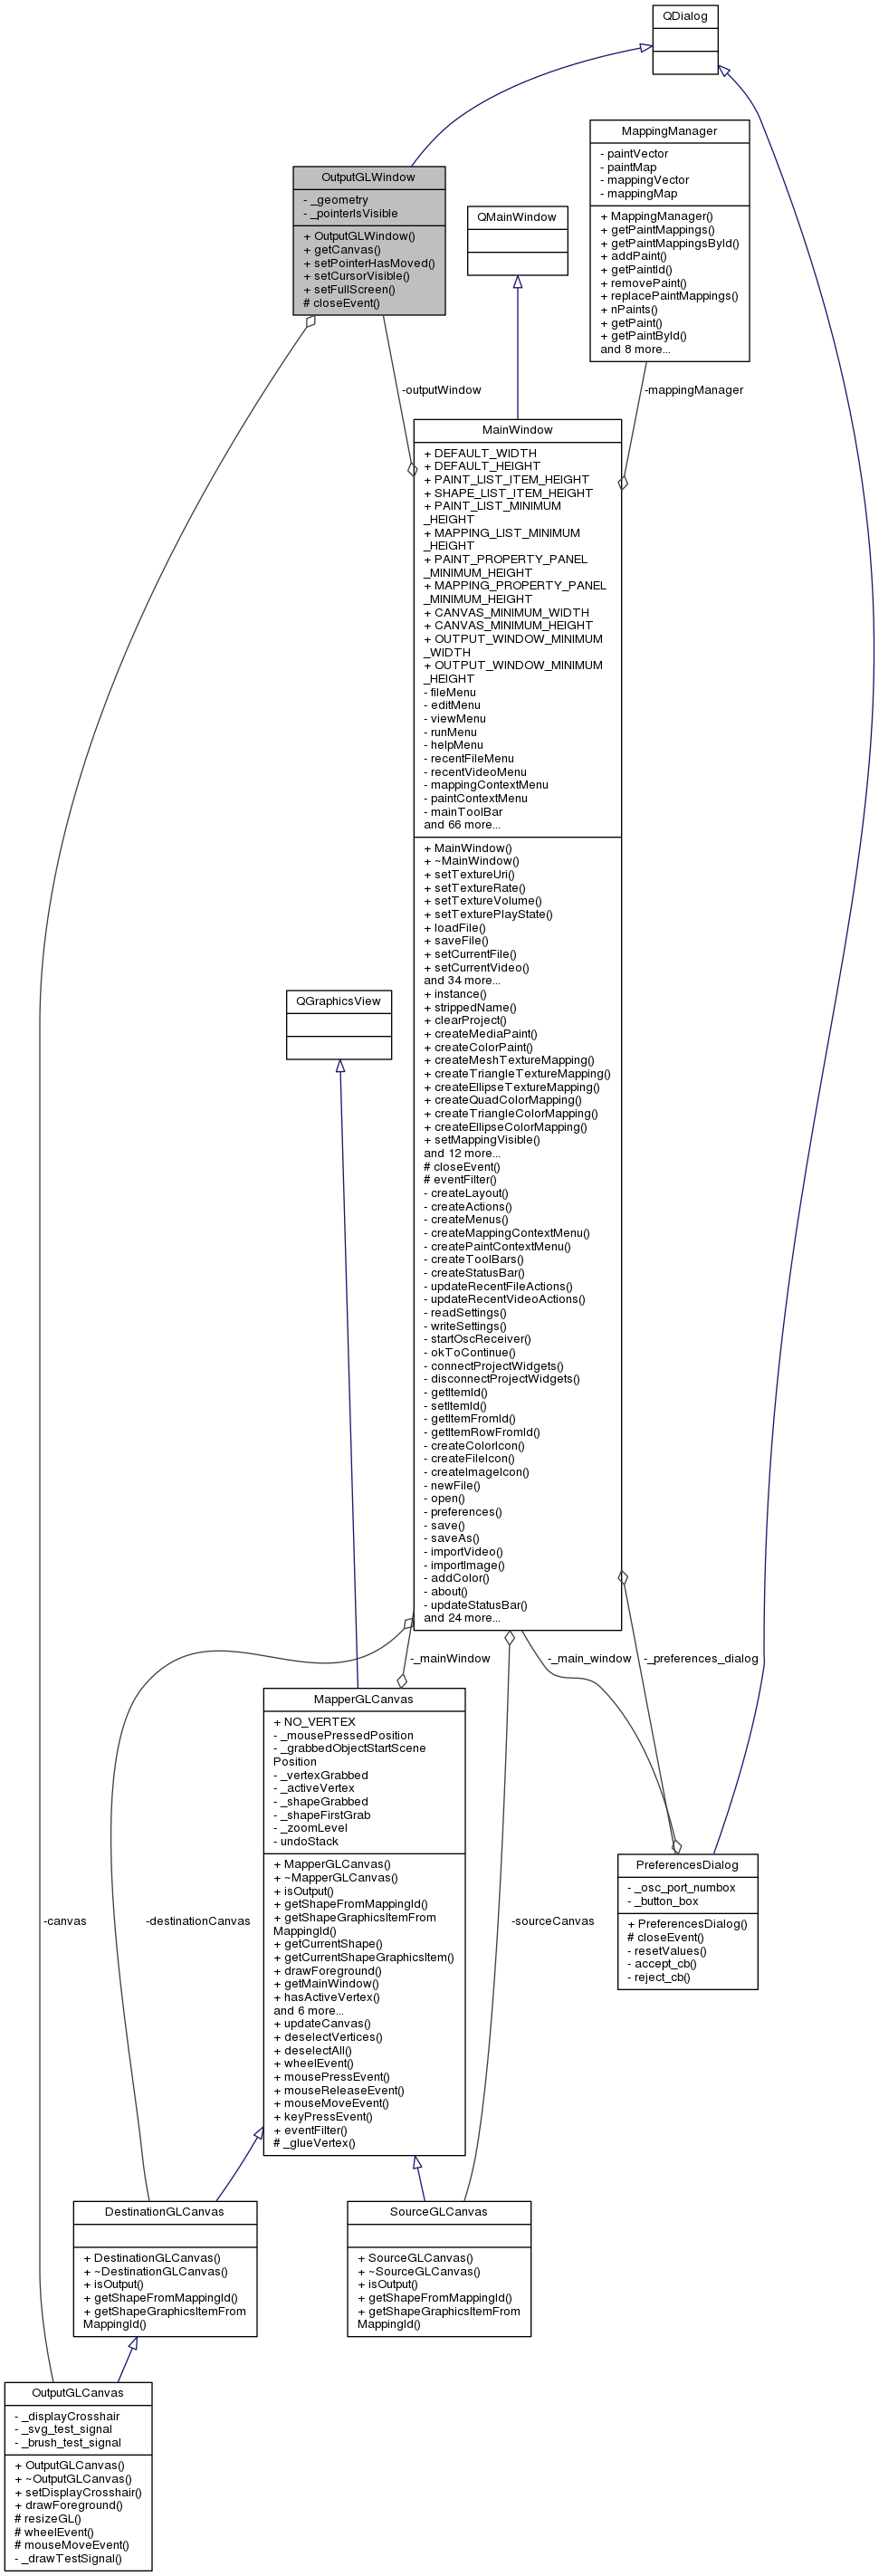 QDialog
MappingManager
- paintVector
- paintMap
- mappingVector
- mappingMap
+ MappingManager()
+ getPaintMappings()
+ getPaintMappingsById()
+ addPaint()
+ getPaintId()
+ removePaint()
+ replacePaintMappings()
+ nPaints()
+ getPaint()
+ getPaintById()
and 8 more...
OutputGLWindow
- _geometry
- _pointerIsVisible
+ OutputGLWindow()
+ getCanvas()
+ setPointerHasMoved()
+ setCursorVisible()
+ setFullScreen()
# closeEvent()
QMainWindow
-outputWindow
-mappingManager
MainWindow
+ DEFAULT_WIDTH
+ DEFAULT_HEIGHT
+ PAINT_LIST_ITEM_HEIGHT
+ SHAPE_LIST_ITEM_HEIGHT
+ PAINT_LIST_MINIMUM
_HEIGHT
+ MAPPING_LIST_MINIMUM
_HEIGHT
+ PAINT_PROPERTY_PANEL
_MINIMUM_HEIGHT
+ MAPPING_PROPERTY_PANEL
_MINIMUM_HEIGHT
+ CANVAS_MINIMUM_WIDTH
+ CANVAS_MINIMUM_HEIGHT
+ OUTPUT_WINDOW_MINIMUM
_WIDTH
+ OUTPUT_WINDOW_MINIMUM
_HEIGHT
- fileMenu
- editMenu
- viewMenu
- runMenu
- helpMenu
- recentFileMenu
- recentVideoMenu
- mappingContextMenu
- paintContextMenu
- mainToolBar
and 66 more...
+ MainWindow()
+ ~MainWindow()
+ setTextureUri()
+ setTextureRate()
+ setTextureVolume()
+ setTexturePlayState()
+ loadFile()
+ saveFile()
+ setCurrentFile()
+ setCurrentVideo()
and 34 more...
+ instance()
+ strippedName()
+ clearProject()
+ createMediaPaint()
+ createColorPaint()
+ createMeshTextureMapping()
+ createTriangleTextureMapping()
+ createEllipseTextureMapping()
+ createQuadColorMapping()
+ createTriangleColorMapping()
+ createEllipseColorMapping()
+ setMappingVisible()
and 12 more...
# closeEvent()
# eventFilter()
- createLayout()
- createActions()
- createMenus()
- createMappingContextMenu()
- createPaintContextMenu()
- createToolBars()
- createStatusBar()
- updateRecentFileActions()
- updateRecentVideoActions()
- readSettings()
- writeSettings()
- startOscReceiver()
- okToContinue()
- connectProjectWidgets()
- disconnectProjectWidgets()
- getItemId()
- setItemId()
- getItemFromId()
- getItemRowFromId()
- createColorIcon()
- createFileIcon()
- createImageIcon()
- newFile()
- open()
- preferences()
- save()
- saveAs()
- importVideo()
- importImage()
- addColor()
- about()
- updateStatusBar()
and 24 more...
QGraphicsView
-_mainWindow
-_main_window
-_preferences_dialog
MapperGLCanvas
+ NO_VERTEX
- _mousePressedPosition
- _grabbedObjectStartScene
Position
- _vertexGrabbed
- _activeVertex
- _shapeGrabbed
- _shapeFirstGrab
- _zoomLevel
- undoStack
+ MapperGLCanvas()
+ ~MapperGLCanvas()
+ isOutput()
+ getShapeFromMappingId()
+ getShapeGraphicsItemFrom
MappingId()
+ getCurrentShape()
+ getCurrentShapeGraphicsItem()
+ drawForeground()
+ getMainWindow()
+ hasActiveVertex()
and 6 more...
+ updateCanvas()
+ deselectVertices()
+ deselectAll()
+ wheelEvent()
+ mousePressEvent()
+ mouseReleaseEvent()
+ mouseMoveEvent()
+ keyPressEvent()
+ eventFilter()
# _glueVertex()
PreferencesDialog
- _osc_port_numbox
- _button_box
+ PreferencesDialog()
# closeEvent()
- resetValues()
- accept_cb()
- reject_cb()
-canvas
-destinationCanvas
-sourceCanvas
DestinationGLCanvas
+ DestinationGLCanvas()
+ ~DestinationGLCanvas()
+ isOutput()
+ getShapeFromMappingId()
+ getShapeGraphicsItemFrom
MappingId()
SourceGLCanvas
+ SourceGLCanvas()
+ ~SourceGLCanvas()
+ isOutput()
+ getShapeFromMappingId()
+ getShapeGraphicsItemFrom
MappingId()
OutputGLCanvas
- _displayCrosshair
- _svg_test_signal
- _brush_test_signal
+ OutputGLCanvas()
+ ~OutputGLCanvas()
+ setDisplayCrosshair()
+ drawForeground()
# resizeGL()
# wheelEvent()
# mouseMoveEvent()
- _drawTestSignal()